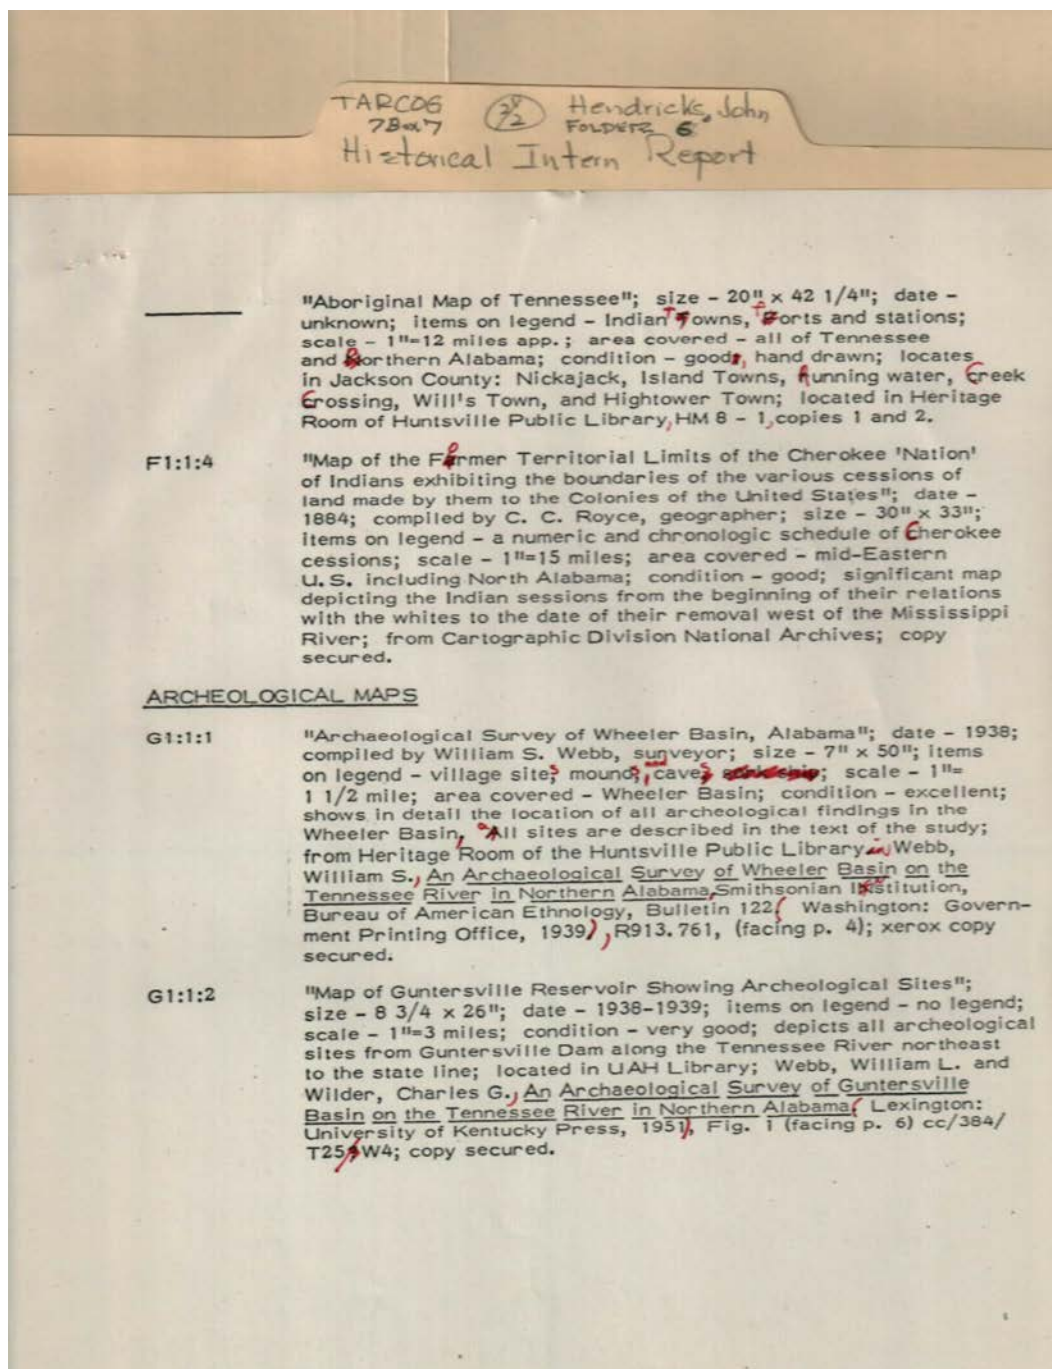 TARCOG Hendricks, John
7Box7 FOLDER 6
Historical Intern Report
"Aboriginal Map of Tennessee"; size - 20" x 42 1/4"; date -
unknown; items on legend - Indian Towns, Forts and stations;
scale - 1"=12 miles app.; area covered - all of Tennessee
and Northern Alabama; condition - good, hand drawn; locates
in Jackson County: Nickajack, Island Towns, Running water, Creek
Crossing, Will's Town, and Hightower Town; located in Heritage
Room of Huntsville Public Library, HM 8 - 1, copies 1 and 2.
F1:1:4 "Map of the Former Territorial Limits of the Cherokee 'Nation'
of Indians exhibiting the boundaries of the various cessions of
land made by them to the Colonies of the United States"; date -
1884; compiled by C. C. Royce, geographer; size - 30" x 33";
items on legend - a numeric and chronologic schedule of Cherokee
cessions; scale - 1"=15 miles; area covered - mid-Eastern
U.S. including North Alabama; condition - good; significant map
depicting the Indian sessions from the beginning of their relations
with the whites to the date of their removal west of the Mississippi
River; from Cartographic Division National Archives; copy
secured.
ARCHEOLOGICAL MAPS
G1:1:1 "Archaeological Survey of Wheeler Basin, Alabama"; date - 1938;
compiled by William S. Webb, surveyor; size - 7" x 50"; items
on legend - village site, mound, cave; scale - 1"=
1 1/2 mile; area covered - Wheeler Basin; condition - excellent;
shows in detail the location of all archeological findings in the
Wheeler Basin, all sites are described in the text of the study;
from Heritage Room of the Huntsville Public Library in Webb,
William S., An Archaeological Survey of Wheeler Basin on the
Tennessee River in Northern Alabama, Smithsonian Institution,
Bureau of American Ethnology, Bulletin 122( Washington: Govern-
ment Printing Office, 1939), R913.761, (facing p. 4); xerox copy
secured.
G1:1:2 "Map of Guntersville Reservoir Showing Archeological Sites";
size - 8 3/4 x 26"; date - 1938-1939; items on legend - no legend;
scale - 1"=3 miles; condition - very good; depicts all archeological
sites from Guntersville Dam along the Tennessee River northeast
to the state line; located in UAH Library; Webb, William L. and
Wilder, Charles G., An Archaeological Survey of Guntersville
Basin on the Tennessee River in Northern Alabama( Lexington:
University of Kentucky Press, 1951), Fig. 1 (facing p. 6) cc/384/
T25/W4; copy secured.